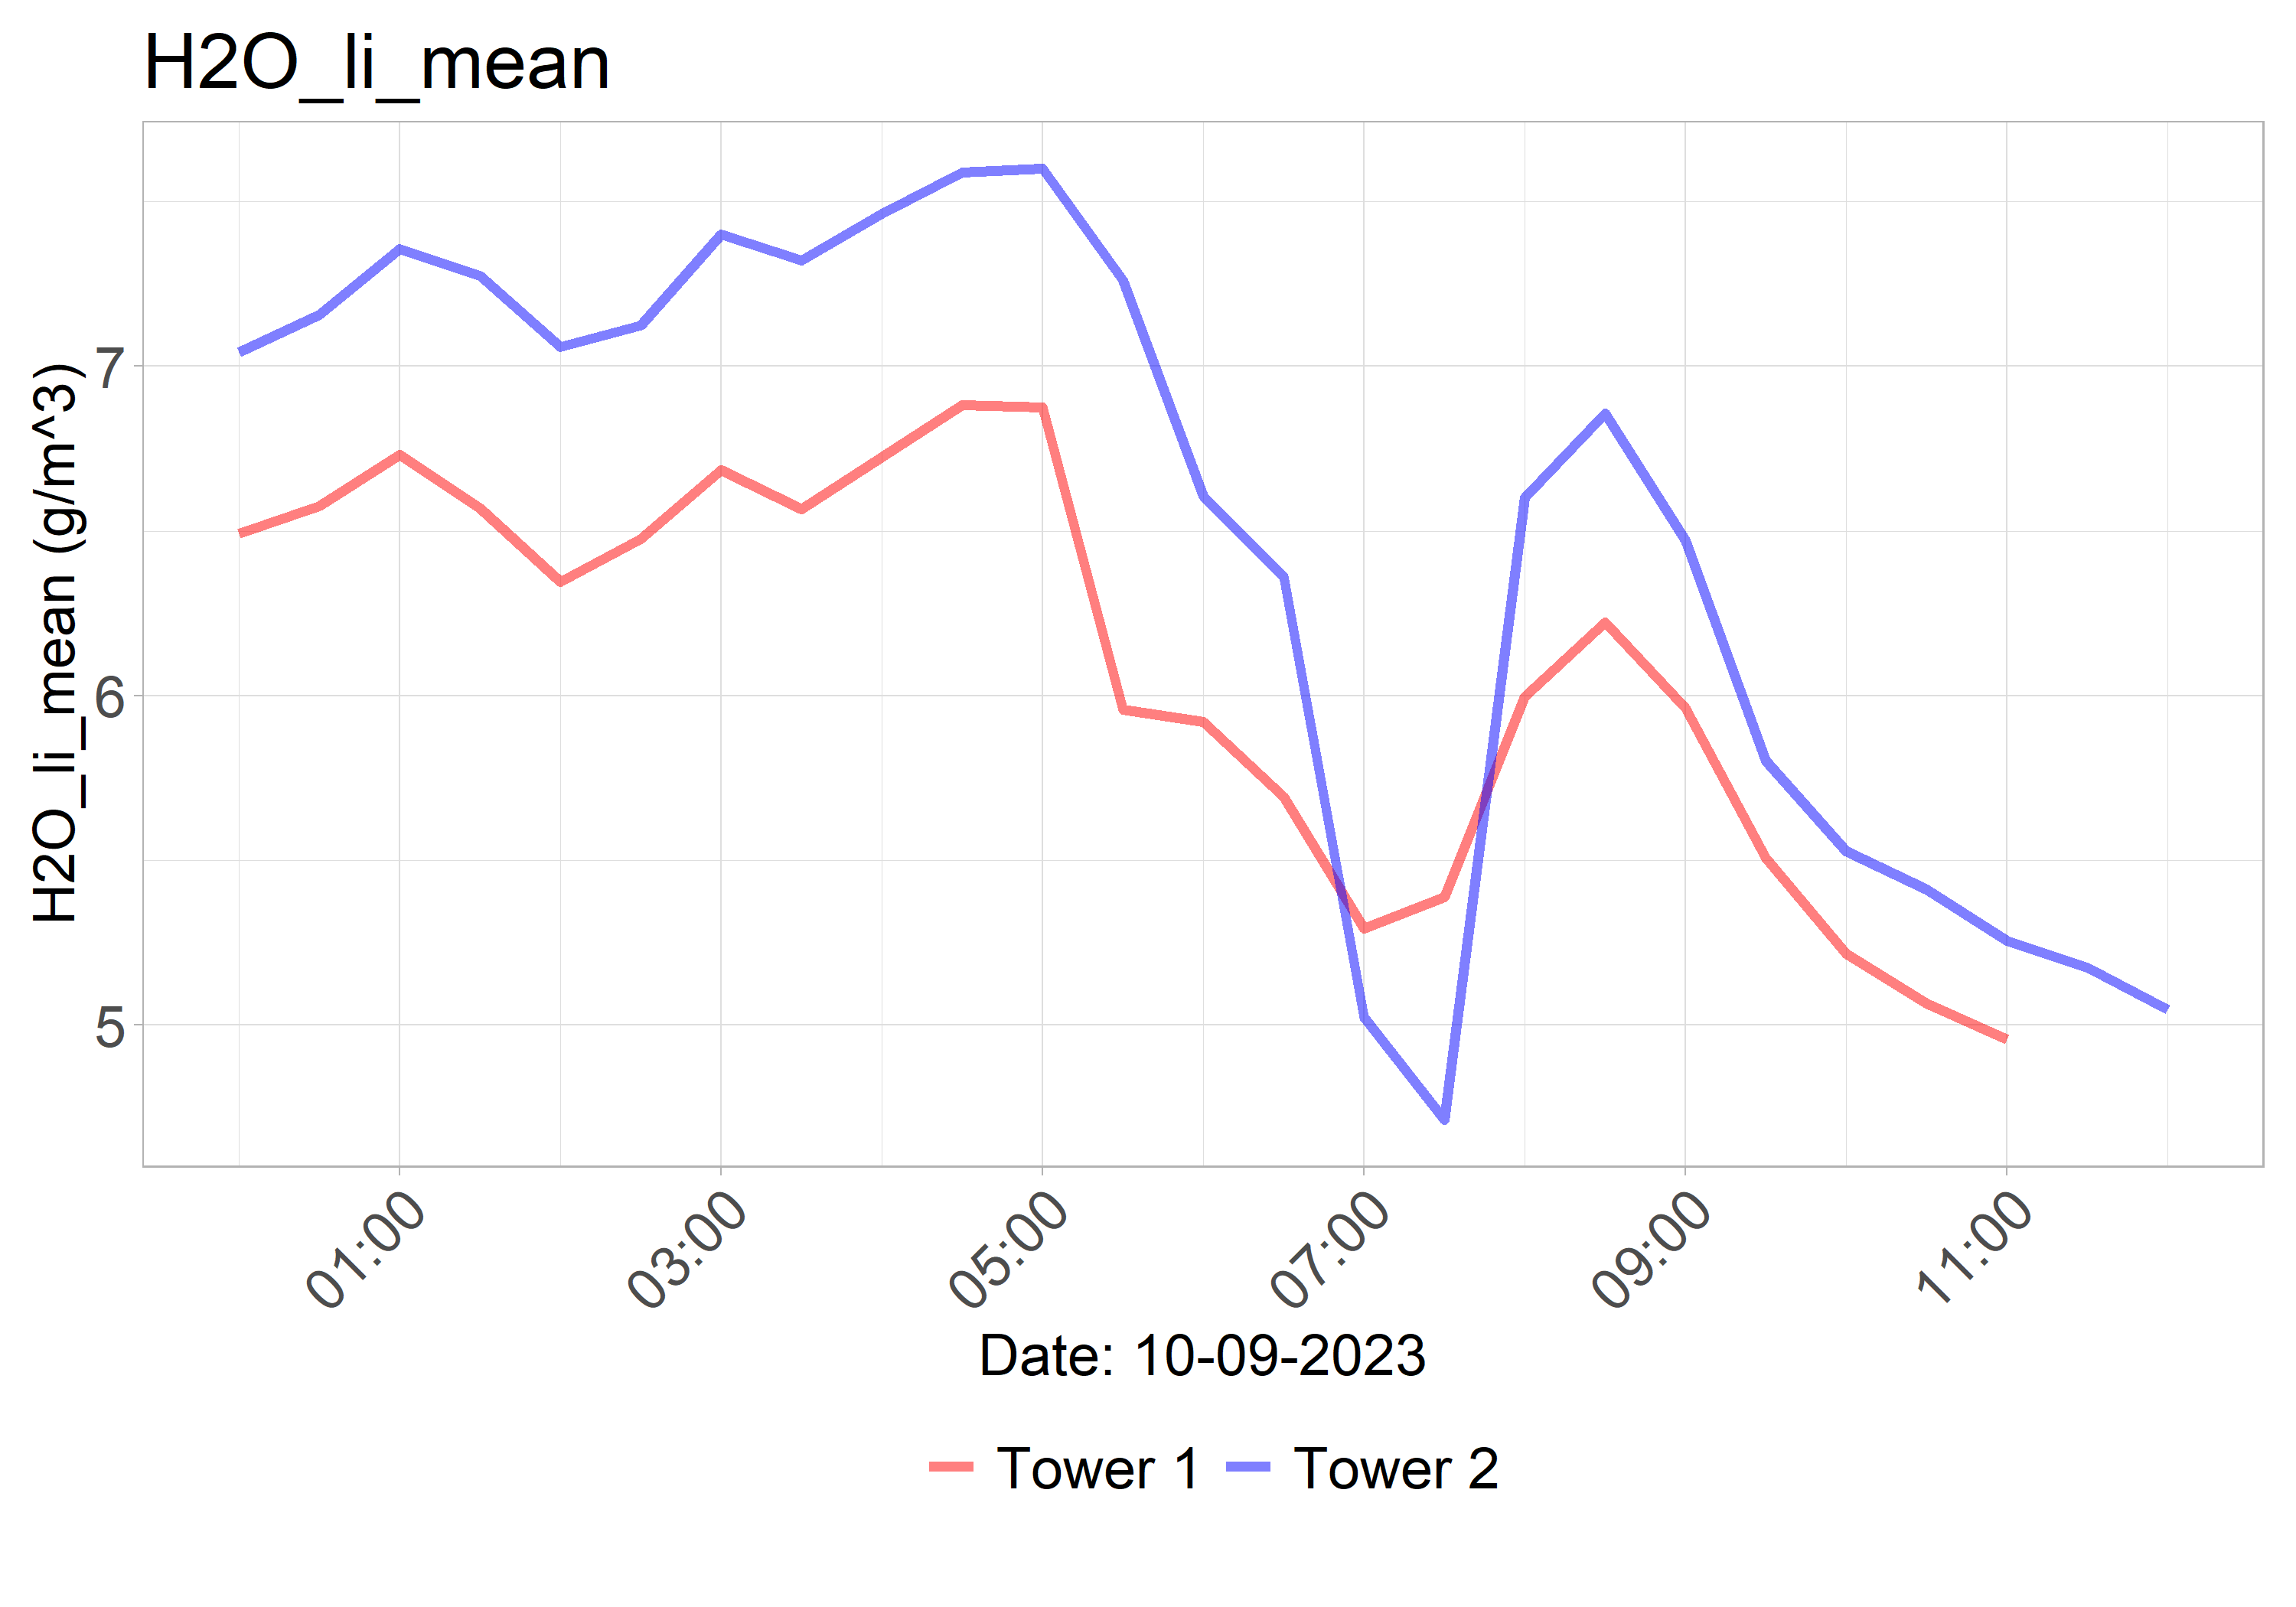 H2O_li_mean
H2O_li_mean (g/m^3)
7
6
5
01:00
03:00
05:00
07:00
09:00
11:00
Date: 10-09-2023
Tower 1
Tower 2